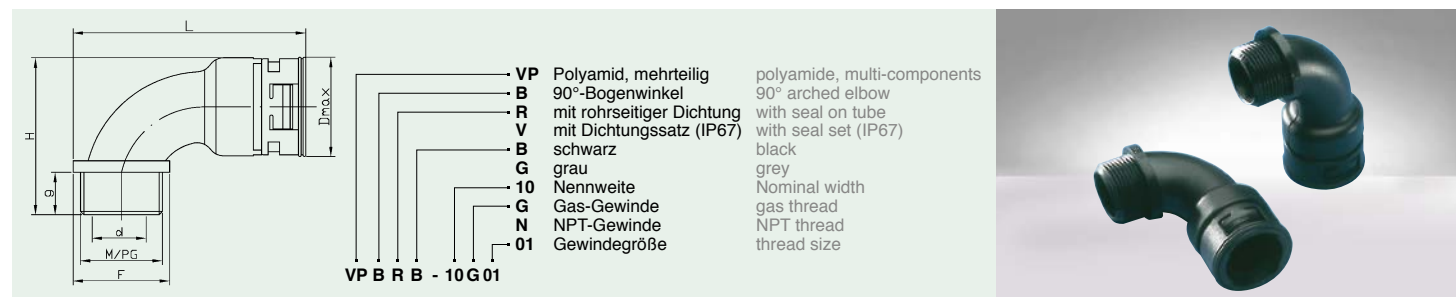 L
H
g
d
M/PG
F
Dmax
VP Polyamid, mehrteilig polyamide, multi-components
B 90°-Bogenwinkel 90° arched elbow
R mit rohrseitiger Dichtung with seal on tube
V mit Dichtungssatz (IP67) with seal set (IP67)
B schwarz black
G grau grey
10 Nennweite Nominal width
G Gas-Gewinde gas thread
N NPT-Gewinde NPT thread
01 Gewindegröße thread size
VP B R B - 10 G 01